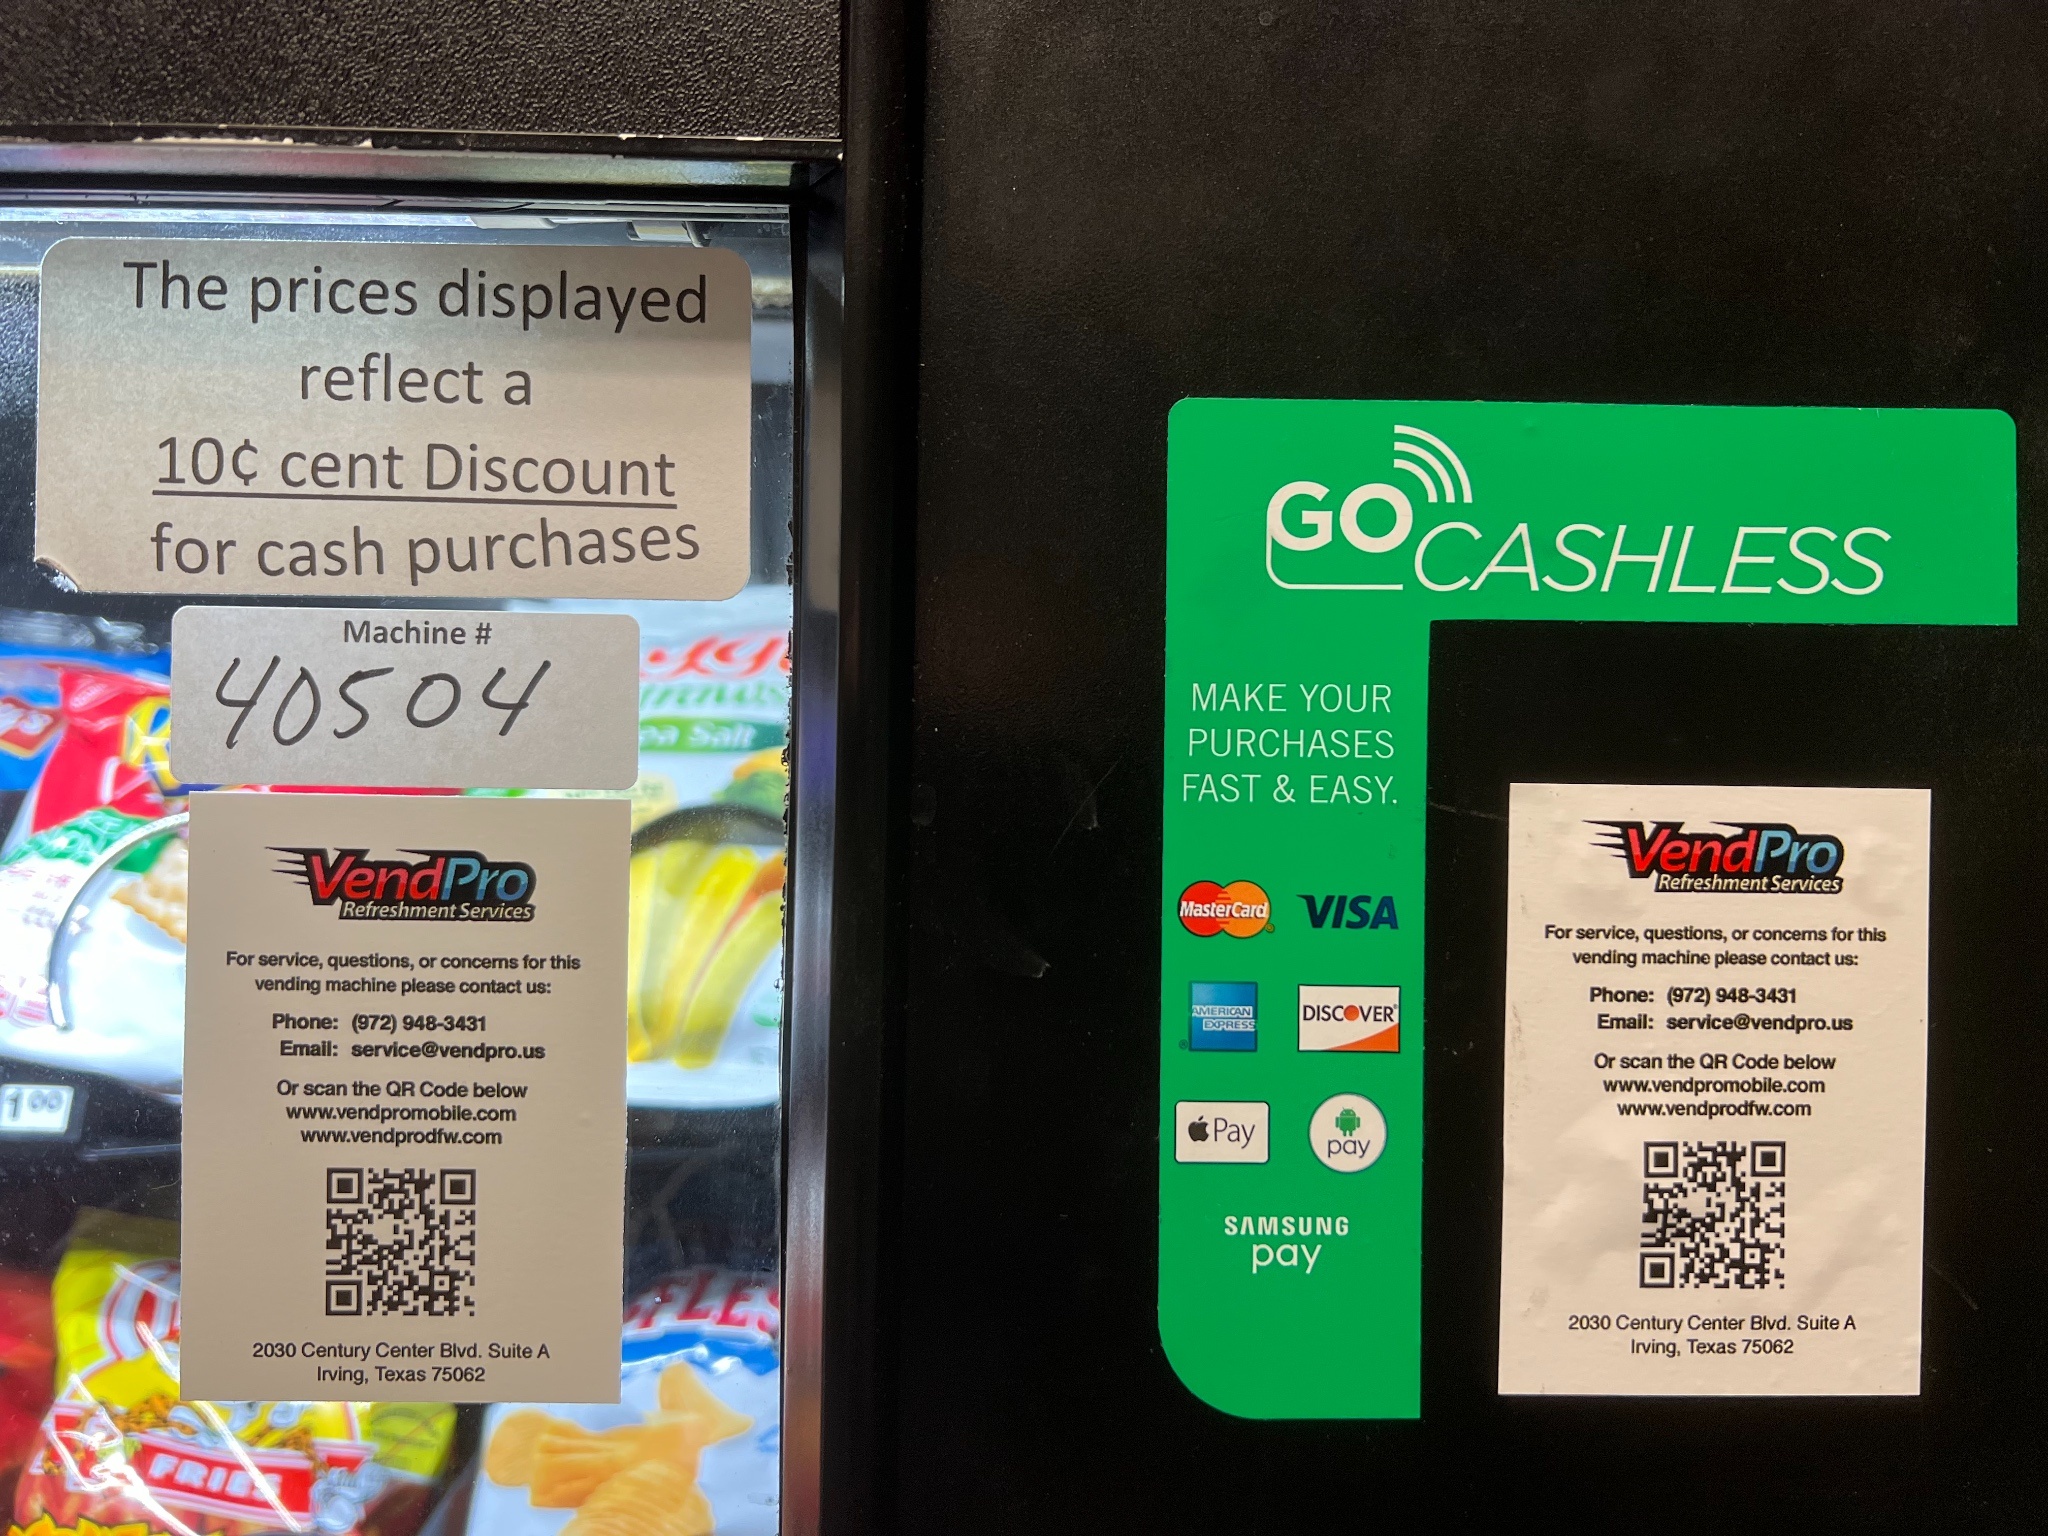 The prices displayed
reflect a
10¢ cent Discount
for cash purchases
Machine #
40504
VendPro
Refreshment Services
For service, questions, or concerns for this
vending machine please contact us:
Phone: (972) 948-3431
Email: service@vendpro.us
Or scan the QR Code below
www.vendpromobile.com
www.vendprodfw.com
2030 Century Center Blvd. Suite A
Irving, Texas 75062
Sea Salt
1 00
FRIES
GO CASHLESS
MAKE YOUR
PURCHASES
FAST & EASY.
MasterCard VISA
AMERICAN EXPRESS DISCOVER
Pay pay
SAMSUNG
pay
VendPro
Refreshment Services
For service, questions, or concerns for this
vending machine please contact us:
Phone: (972) 948-3431
Email: service@vendpro.us
Or scan the QR Code below
www.vendpromobile.com
www.vendprodfw.com
2030 Century Center Blvd. Suite A
Irving, Texas 75062